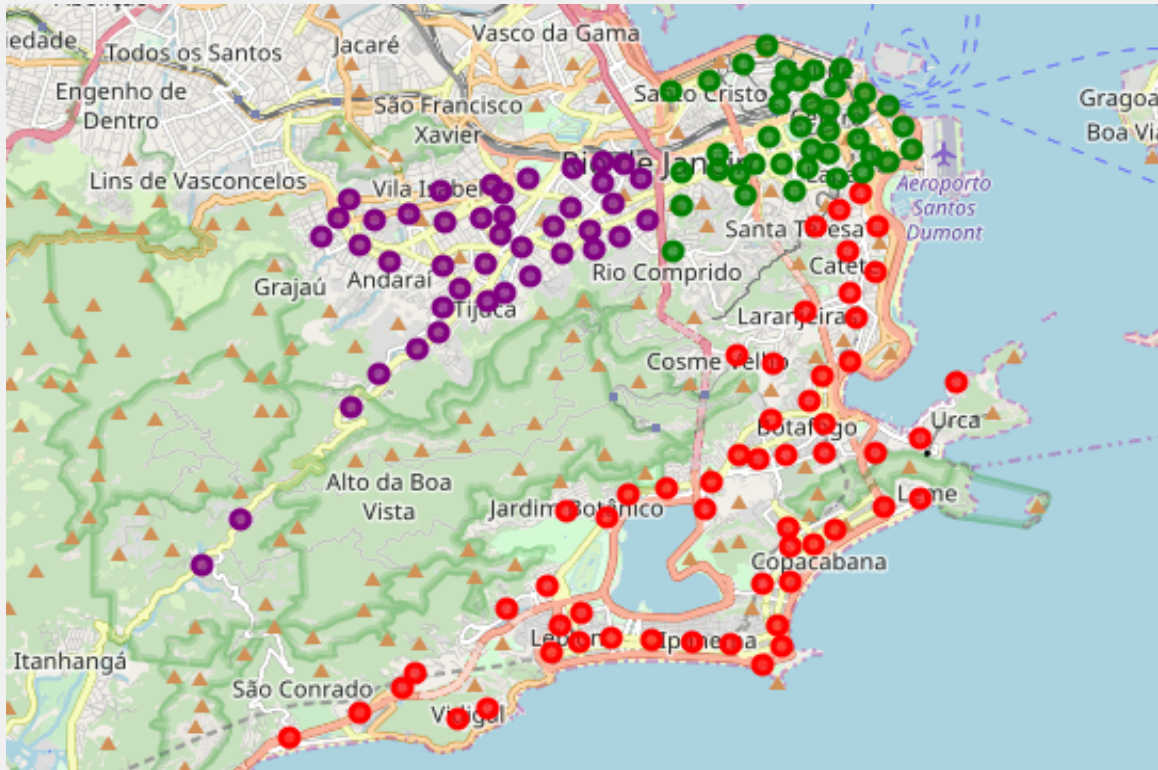 Vasco da Gama
iedade
Todos os Santos
Jacaré
Engenho de
Dentro
São Francisco
Xavier
Santo Cristo
Gragoa
Boa Via
Lins de Vasconcelos
Vila Isabel
Rio de Janeiro
Aeroporto
Santos
Dumont
Santa Teresa
Grajaú
Andaraí
Rio Comprido
Catete
Tijuca
Laranjeiras
Cosme Velho
Botafogo
Urca
Alto da Boa
Vista
Jardim Botânico
Leme
Copacabana
Leblon
Ipanema
Itanhangá
São Conrado
Vidigal